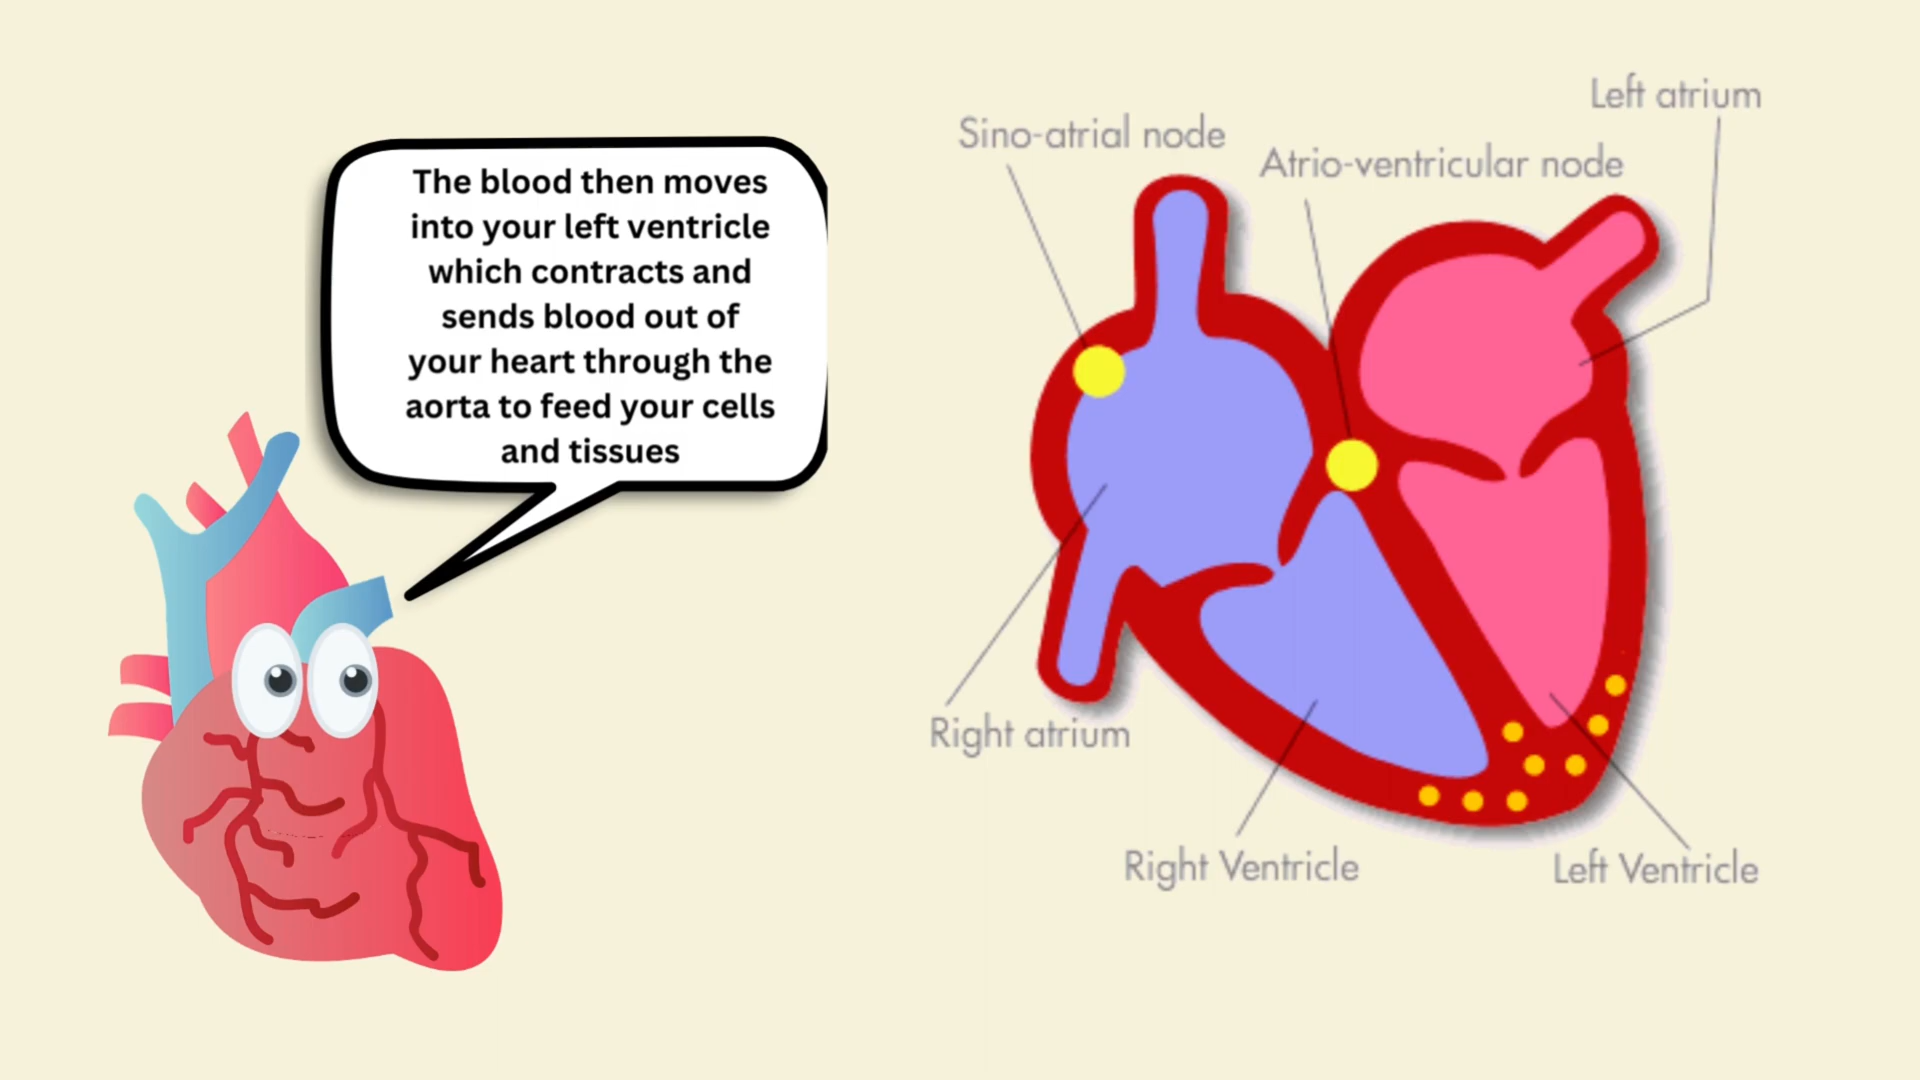 The blood then moves
into your left ventricle
which contracts and
sends blood out of
your heart through the
aorta to feed your cells
and tissues
Left atrium
Sino-atrial node
Atrio-ventricular node
Right atrium
Right Ventricle
Left Ventricle